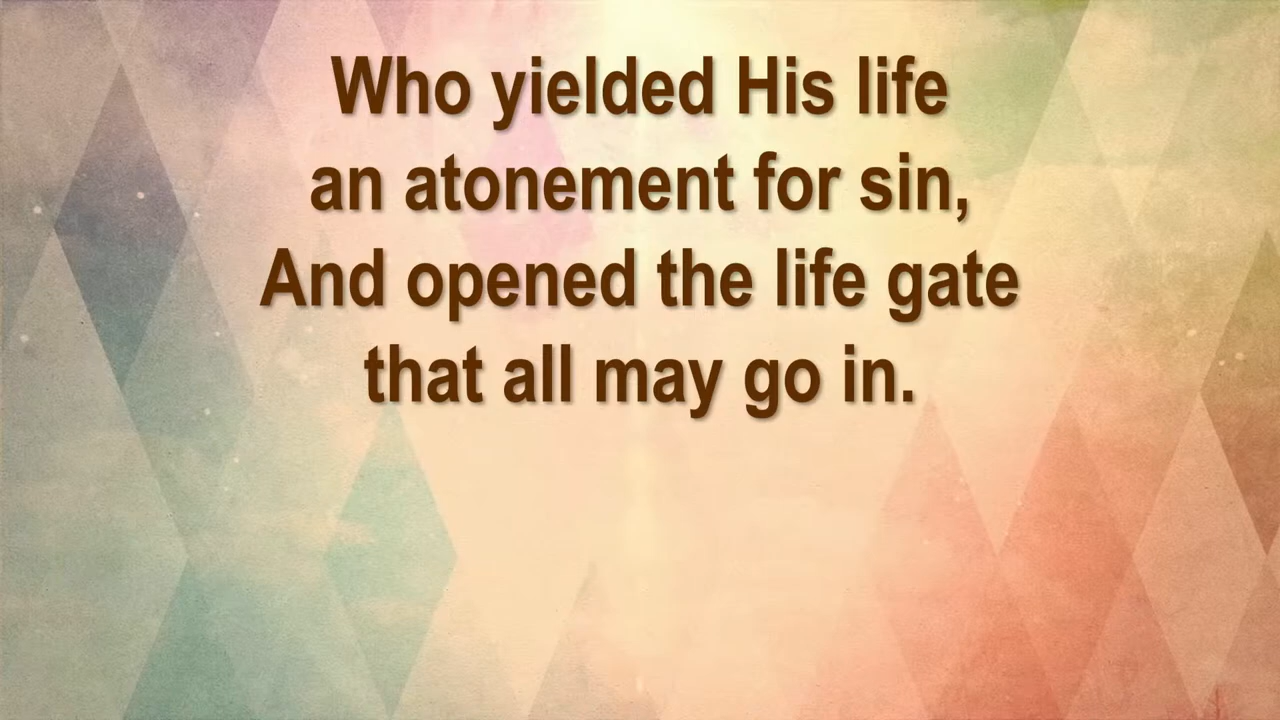 Who yielded His life
an atonement for sin,
And opened the life gate
that all may go in.